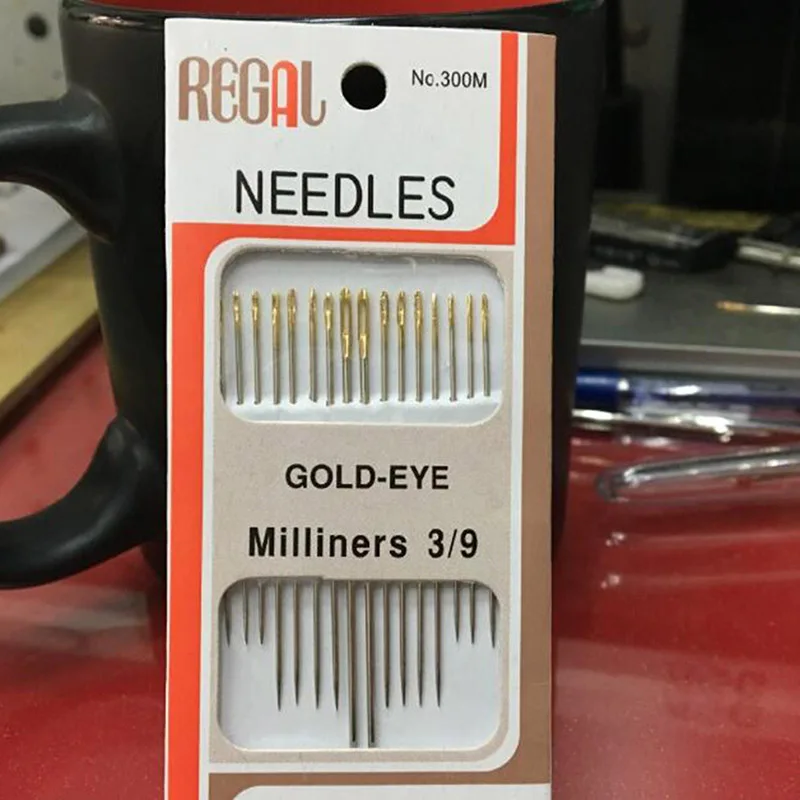 REGAL
No.300M
NEEDLES
GOLD-EYE
Milliners 3/9